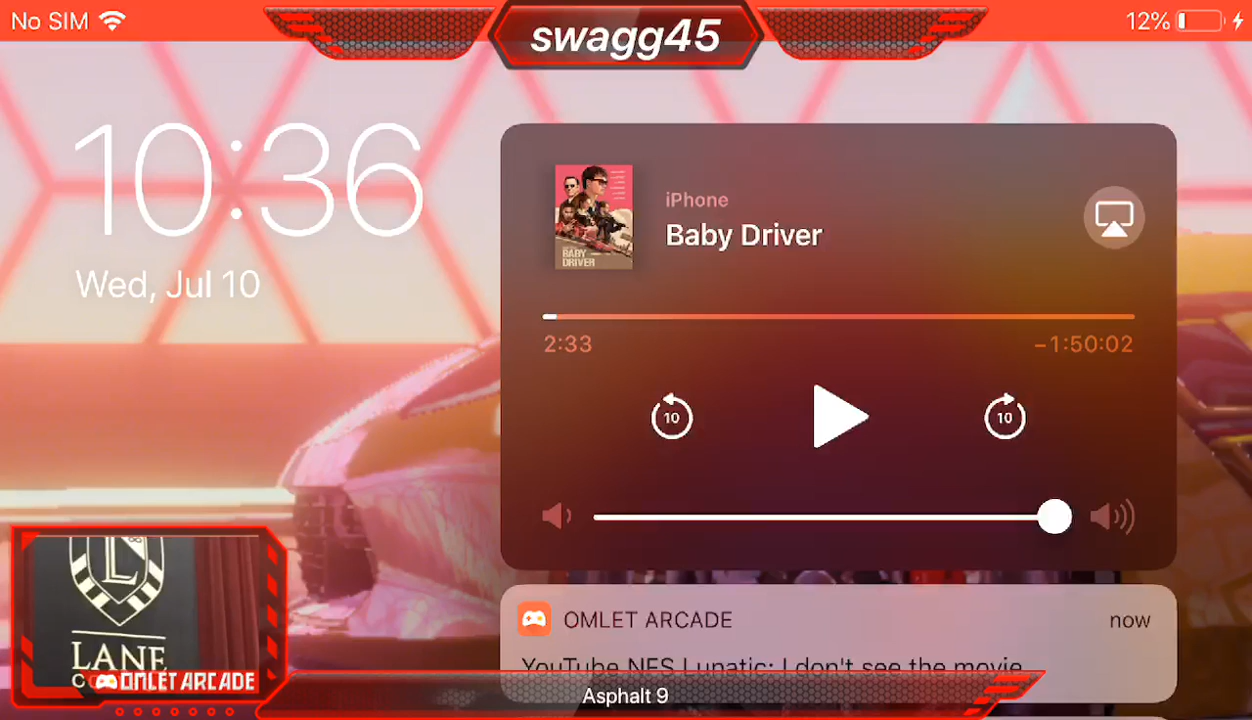 No SIM
swagg45
12%
10:36
Wed, Jul 10
iPhone
Baby Driver
BABY
DRIVER
2:33
−1:50:02
10
10
L
LANE
OMLET ARCADE
OMLET ARCADE
now
YouTube NFS Lunatic: I don't see the movie
Asphalt 9